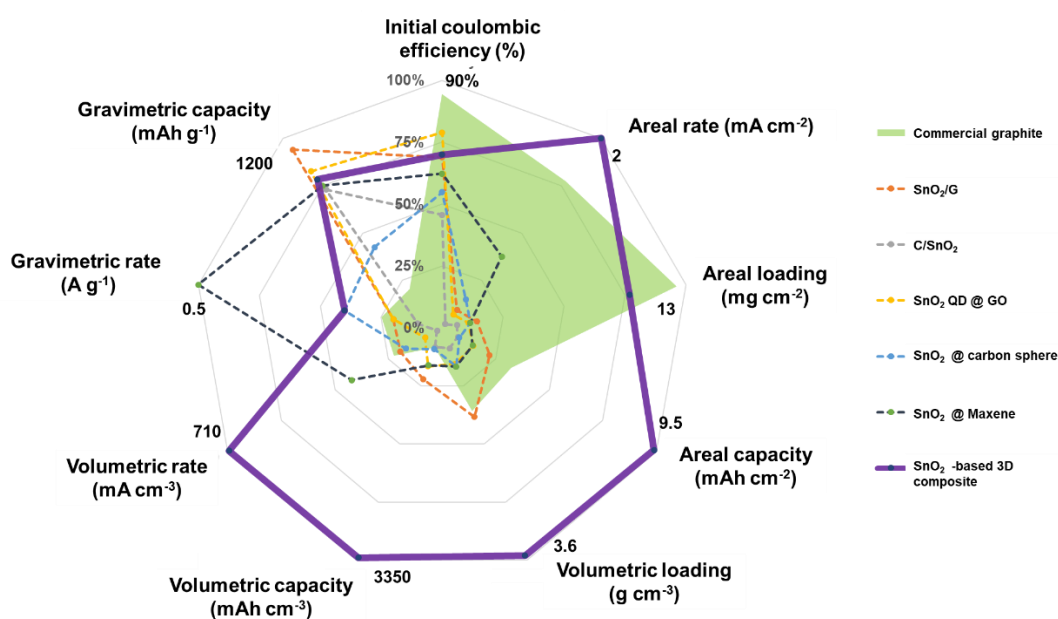 Initial coulombic
efficiency (%)
100%
90%
75%
50%
25%
0%
Areal rate (mA cm⁻²)
2
Areal loading
(mg cm⁻²)
13
9.5
Areal capacity
(mAh cm⁻²)
3.6
Volumetric loading
(g cm⁻³)
3350
Volumetric capacity
(mAh cm⁻³)
710
Volumetric rate
(mA cm⁻³)
Gravimetric rate
(A g⁻¹)
0.5
Gravimetric capacity
(mAh g⁻¹)
1200
Commercial graphite
SnO₂/G
C/SnO₂
SnO₂ QD @ GO
SnO₂ @ carbon sphere
SnO₂ @ Maxene
SnO₂ -based 3D
composite